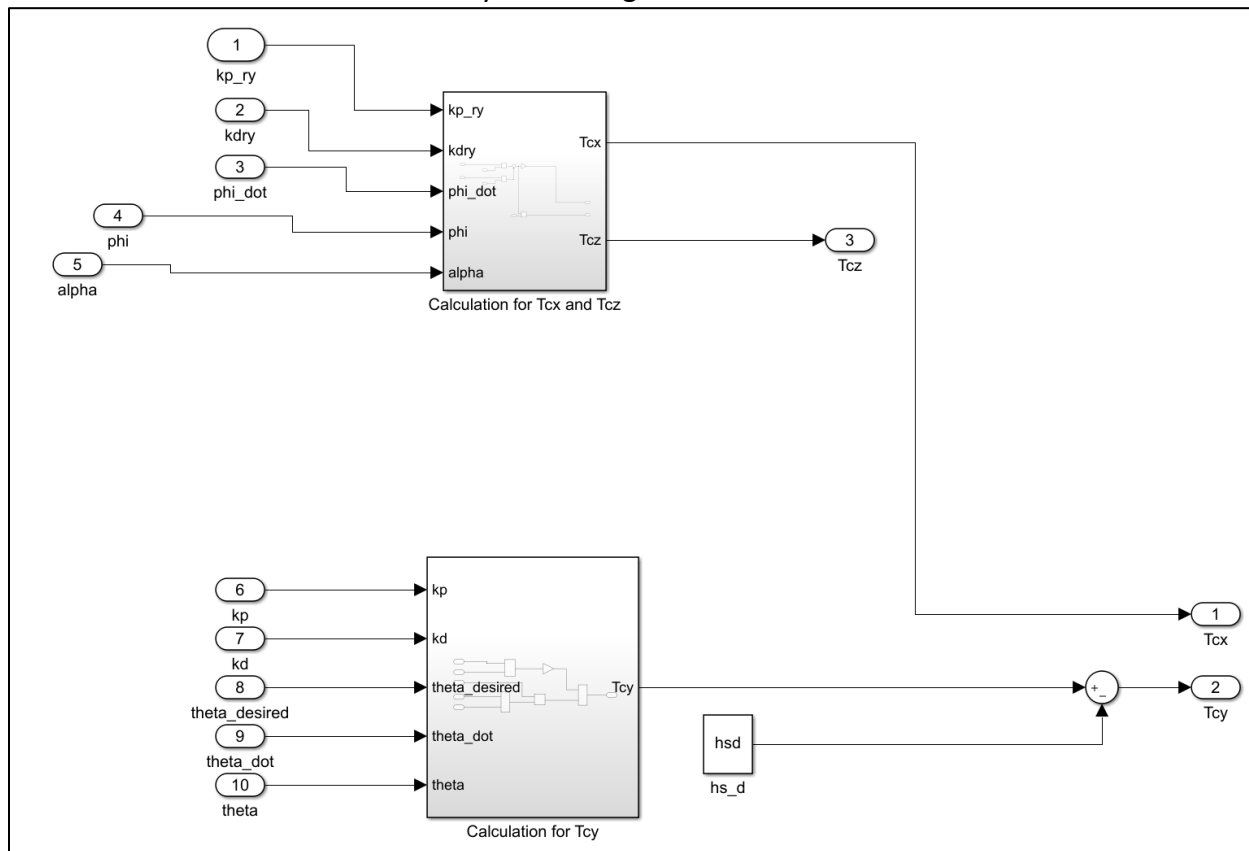 1
kp_ry
2
kdry
3
phi_dot
4
phi
5
alpha
kp_ry
kdry
phi_dot
phi
alpha
Tcx
Tcz
Calculation for Tcx and Tcz
3
Tcz
6
kp
7
kd
8
theta_desired
9
theta_dot
10
theta
kp
kd
theta_desired
theta_dot
theta
Tcy
Calculation for Tcy
hsd
hs_d
+_
1
Tcx
2
Tcy